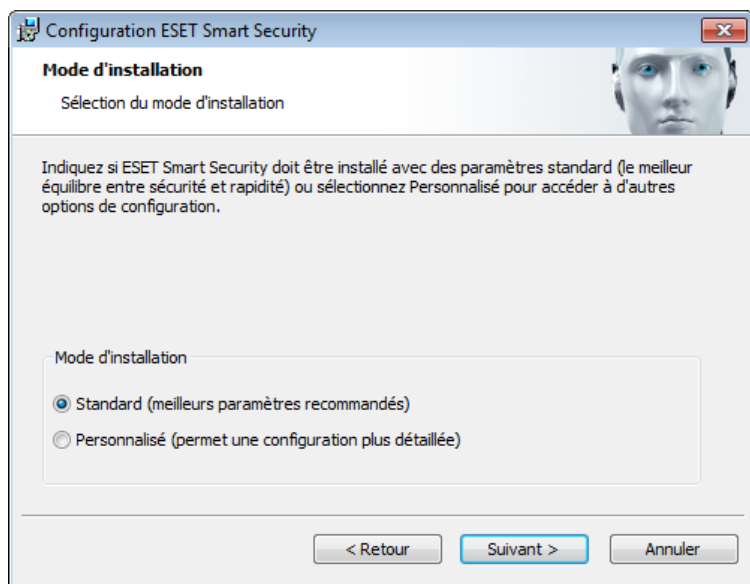 Configuration ESET Smart Security
Mode d'installation
Sélection du mode d'installation
Indiquez si ESET Smart Security doit être installé avec des paramètres standard (le meilleur
équilibre entre sécurité et rapidité) ou sélectionnez Personnalisé pour accéder à d'autres
options de configuration.
Mode d'installation
Standard (meilleurs paramètres recommandés)
Personnalisé (permet une configuration plus détaillée)
< Retour
Suivant >
Annuler